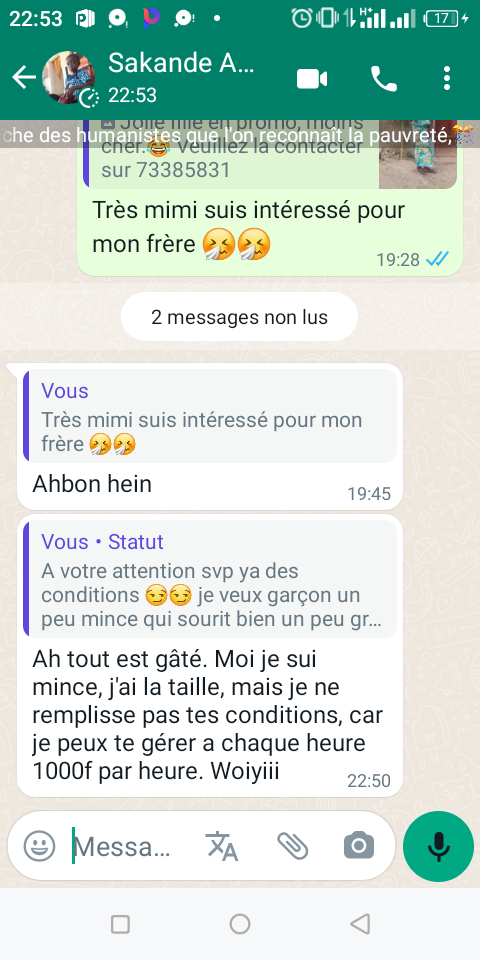 22:53
H+
17
Sakande A...
22:53
che des humanistes que l'on reconnait la pauvreté,🎊
Jolie fille en promo, moins
cher.😂 Veuillez la contacter
sur 73385831
Très mimi suis intéressé pour
mon frère 🤧🤧
19:28
2 messages non lus
Vous
Très mimi suis intéressé pour mon
frère 🤧🤧
Ahbon hein
19:45
Vous • Statut
A votre attention svp ya des
conditions 😏😏 je veux garçon un
peu mince qui sourit bien un peu gr...
Ah tout est gâté. Moi je sui
mince, j'ai la taille, mais je ne
remplisse pas tes conditions, car
je peux te gérer a chaque heure
1000f par heure. Woiyiii
22:50
Messa...